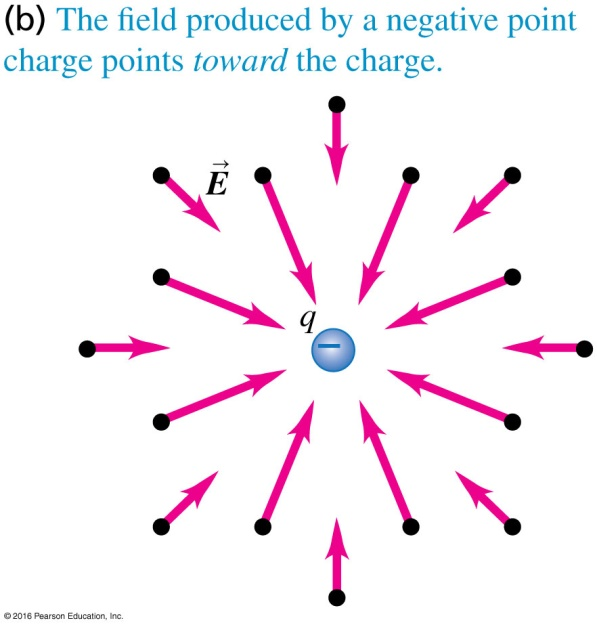 (b) The field produced by a negative point
charge points toward the charge.
E
q
−
© 2016 Pearson Education, Inc.